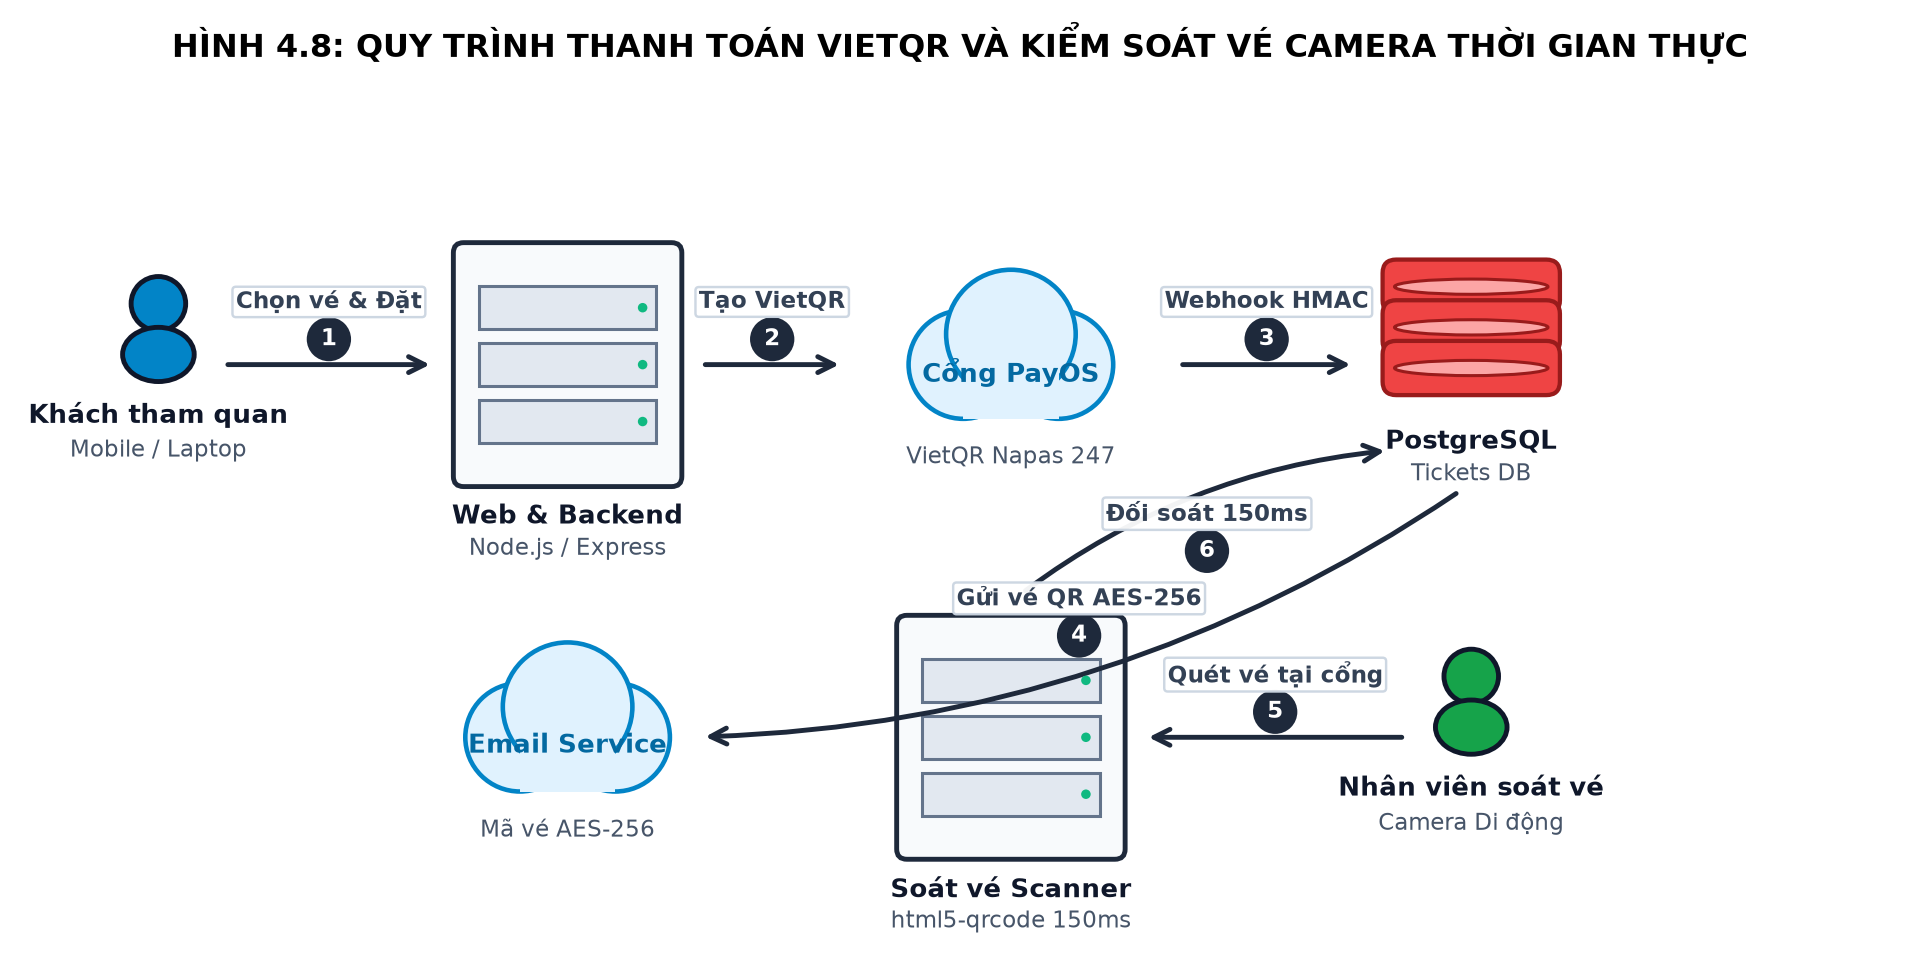 HÌNH 4.8: QUY TRÌNH THANH TOÁN VIETQR VÀ KIỂM SOÁT VÉ CAMERA THỜI GIAN THỰC
Chọn vé & Đặt
1
Khách tham quan
Mobile / Laptop
Web & Backend
Node.js / Express
Tạo VietQR
2
Cổng PayOS
VietQR Napas 247
Webhook HMAC
3
PostgreSQL
Tickets DB
Đối soát 150ms
6
Gửi vé QR AES-256
4
Email Service
Mã vé AES-256
Soát vé Scanner
html5-qrcode 150ms
Quét vé tại cổng
5
Nhân viên soát vé
Camera Di động